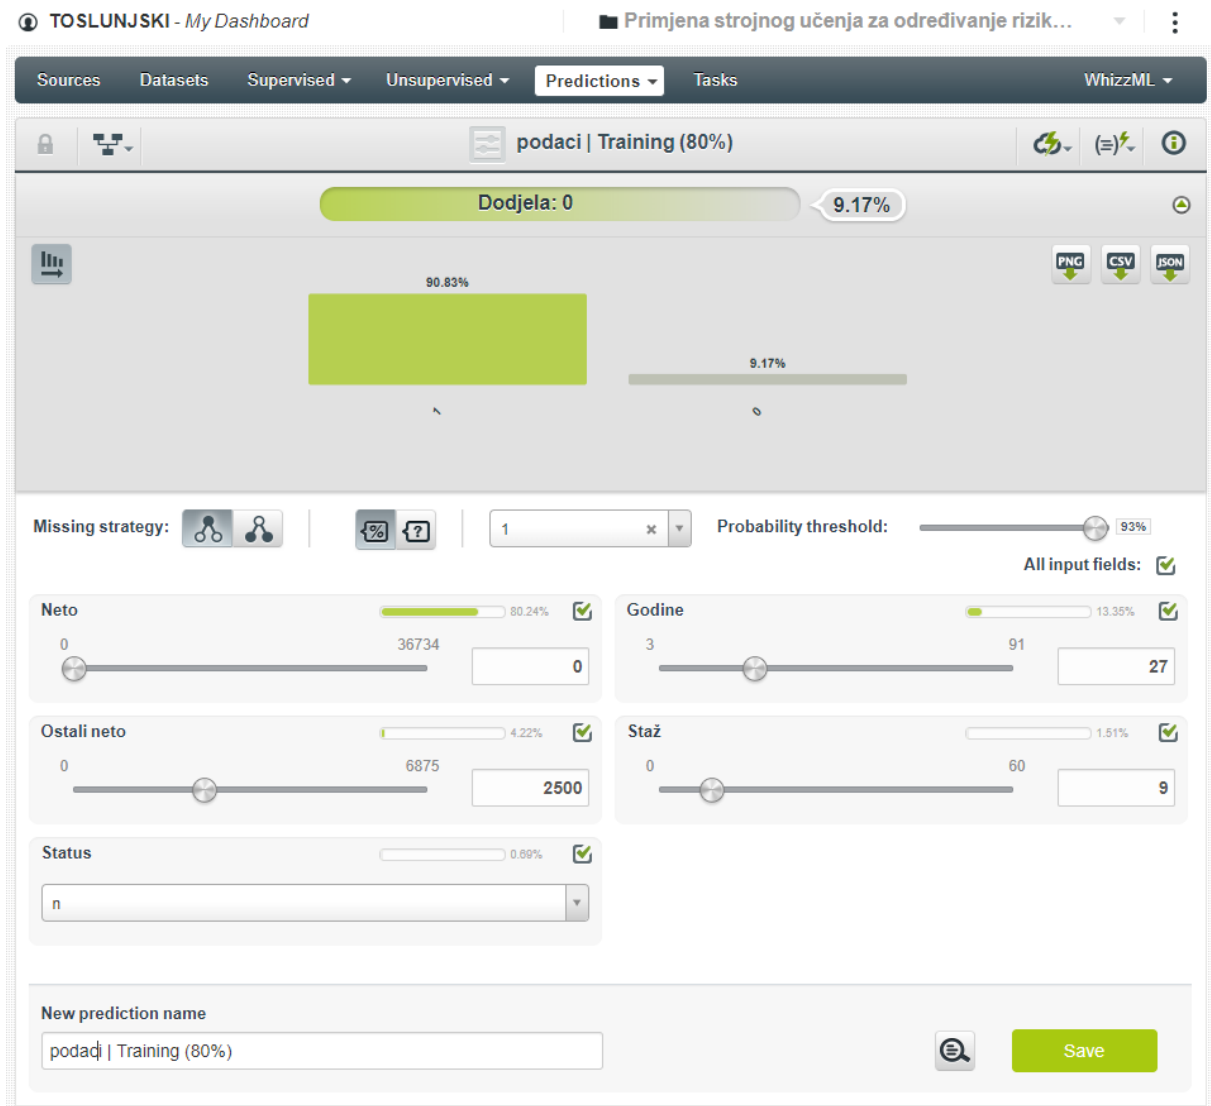 TOSLUNJSKI - My Dashboard
Primjena strojnog učenja za određivanje rizik...
Sources Datasets Supervised Unsupervised Predictions Tasks WhizzML
podaci | Training (80%)
Dodjela: 0 9.17%
PNG CSV JSON
90.83%
9.17%
1 0
Missing strategy: % ? 1 Probability threshold: 93%
All input fields:
Neto 80.24%
0 36734
0
Godine 13.35%
3 91
27
Ostali neto 4.22%
0 6875
2500
Staž 1.51%
0 60
9
Status 0.69%
n
New prediction name
podaci | Training (80%)
Save